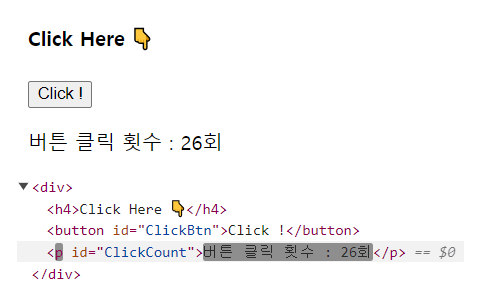 Click Here 👇
Click !
버튼 클릭 횟수 : 26회
▼<div>
<h4>Click Here 👇</h4>
<button id="ClickBtn">Click !</button>
<p id="ClickCount">버튼 클릭 횟수 : 26회</p> == $0
</div>